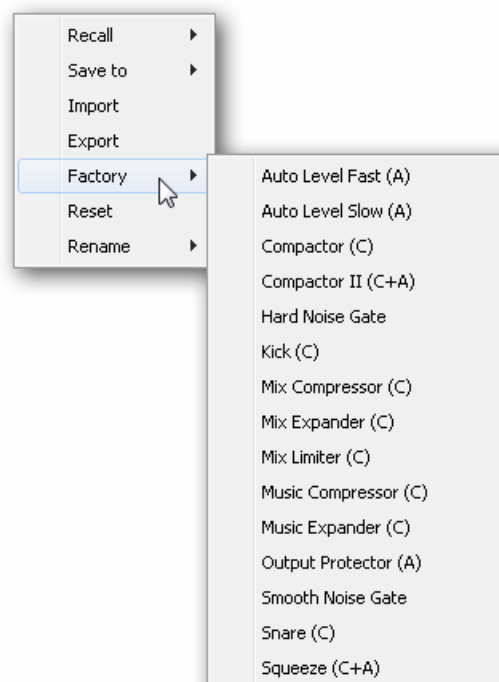 Recall
Save to
Import
Export
Factory
Reset
Rename
Auto Level Fast (A)
Auto Level Slow (A)
Compactor (C)
Compactor II (C+A)
Hard Noise Gate
Kick (C)
Mix Compressor (C)
Mix Expander (C)
Mix Limiter (C)
Music Compressor (C)
Music Expander (C)
Output Protector (A)
Smooth Noise Gate
Snare (C)
Squeeze (C+A)